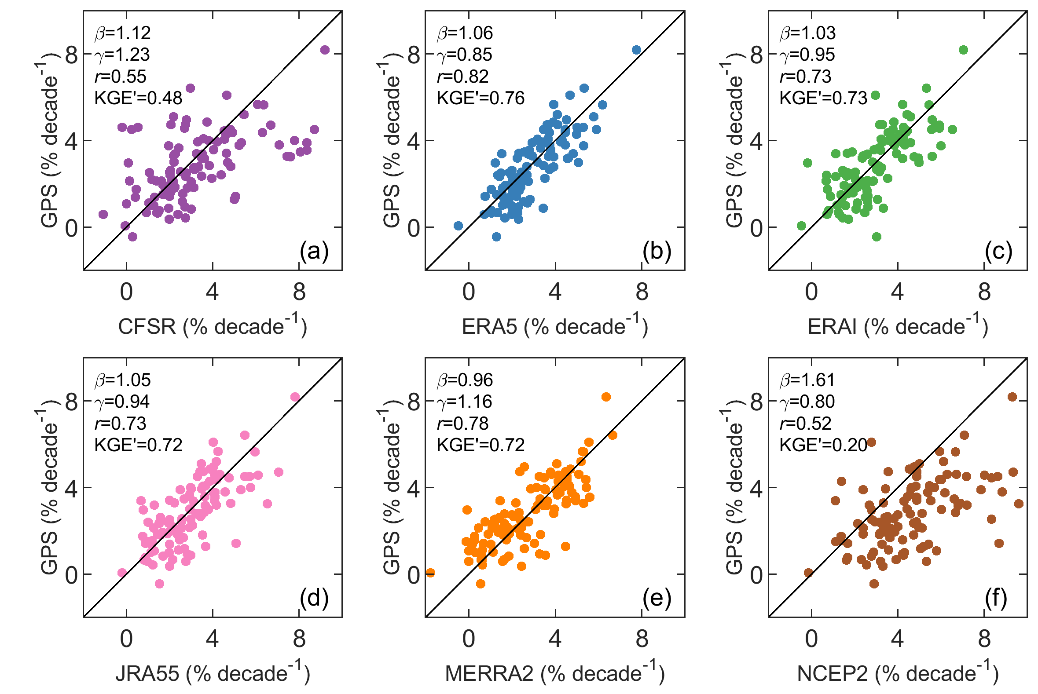 β=1.12
γ=1.23
r=0.55
KGE'=0.48
8
4
0
GPS (% decade⁻¹)
(a)
0 4 8
CFSR (% decade⁻¹)
β=1.06
γ=0.85
r=0.82
KGE'=0.76
8
4
0
GPS (% decade⁻¹)
(b)
0 4 8
ERA5 (% decade⁻¹)
β=1.03
γ=0.95
r=0.73
KGE'=0.73
8
4
0
GPS (% decade⁻¹)
(c)
0 4 8
ERAI (% decade⁻¹)
β=1.05
γ=0.94
r=0.73
KGE'=0.72
8
4
0
GPS (% decade⁻¹)
(d)
0 4 8
JRA55 (% decade⁻¹)
β=0.96
γ=1.16
r=0.78
KGE'=0.72
8
4
0
GPS (% decade⁻¹)
(e)
0 4 8
MERRA2 (% decade⁻¹)
β=1.61
γ=0.80
r=0.52
KGE'=0.20
8
4
0
GPS (% decade⁻¹)
(f)
0 4 8
NCEP2 (% decade⁻¹)